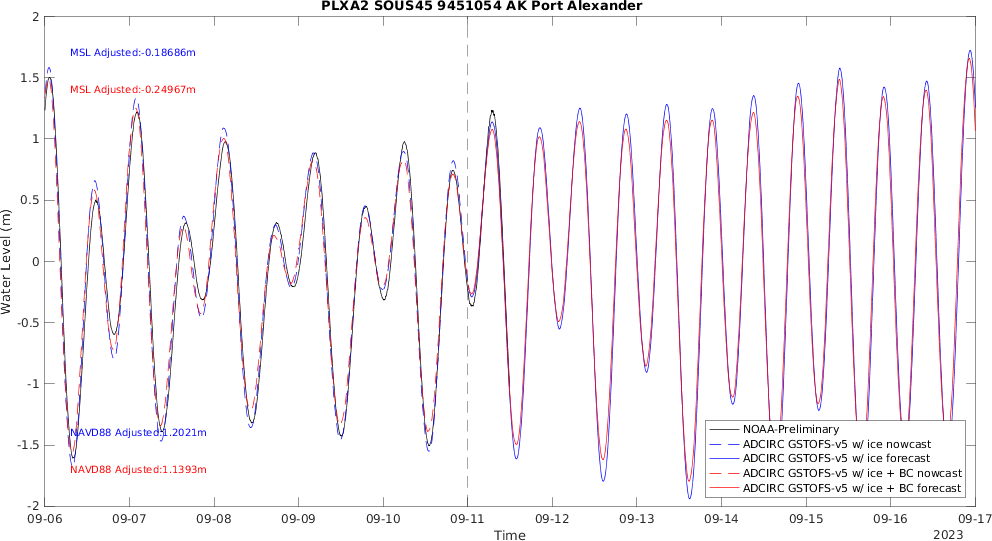 PLXA2 SOUS45 9451054 AK Port Alexander
2
1.5
1
0.5
0
-0.5
-1
-1.5
-2
Water Level (m)
MSL Adjusted:-0.18686m
MSL Adjusted:-0.24967m
NAVD88 Adjusted:1.2021m
NAVD88 Adjusted:1.1393m
NOAA-Preliminary
ADCIRC GSTOFS-v5 w/ ice nowcast
ADCIRC GSTOFS-v5 w/ ice forecast
ADCIRC GSTOFS-v5 w/ ice + BC nowcast
ADCIRC GSTOFS-v5 w/ ice + BC forecast
09-06 09-07 09-08 09-09 09-10 09-11 09-12 09-13 09-14 09-15 09-16 09-17
Time
2023